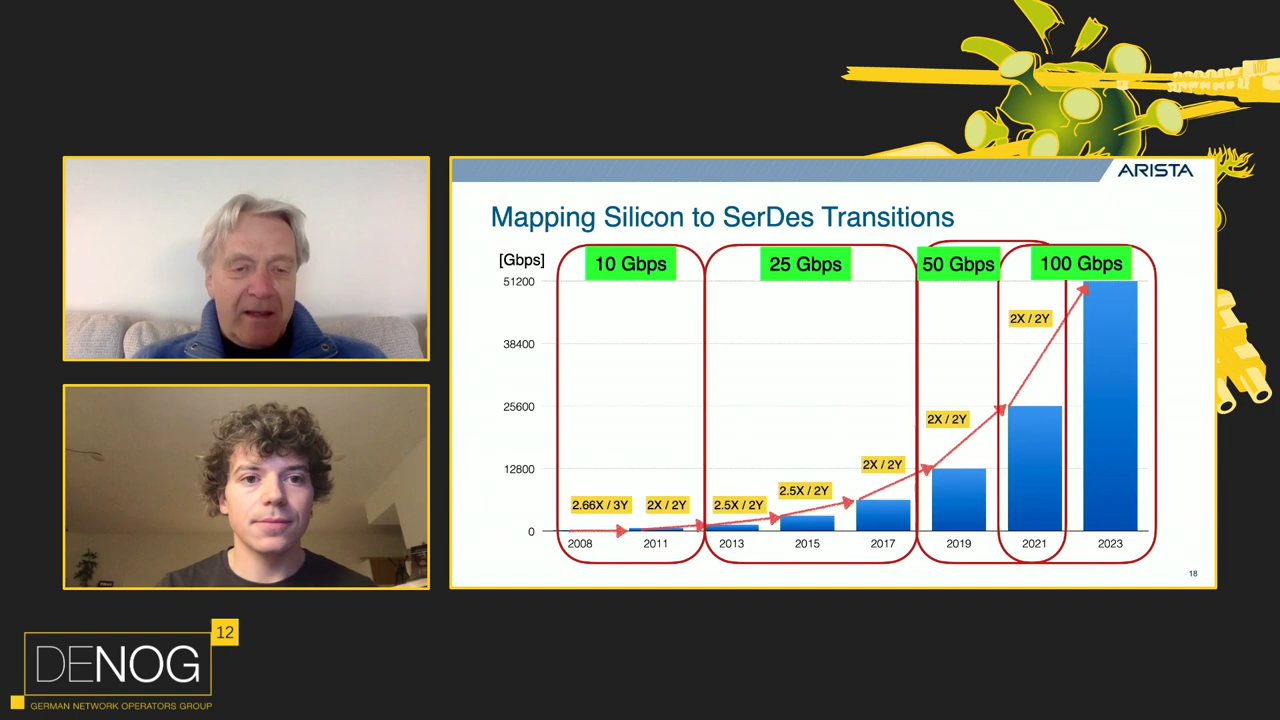 ARISTA
Mapping Silicon to SerDes Transitions
[Gbps]
10 Gbps
25 Gbps
50 Gbps
100 Gbps
51200
38400
25600
12800
0
2.66X / 3Y
2X / 2Y
2.5X / 2Y
2.5X / 2Y
2X / 2Y
2X / 2Y
2X / 2Y
2008
2011
2013
2015
2017
2019
2021
2023
18
DENOG
12
GERMAN NETWORK OPERATORS GROUP